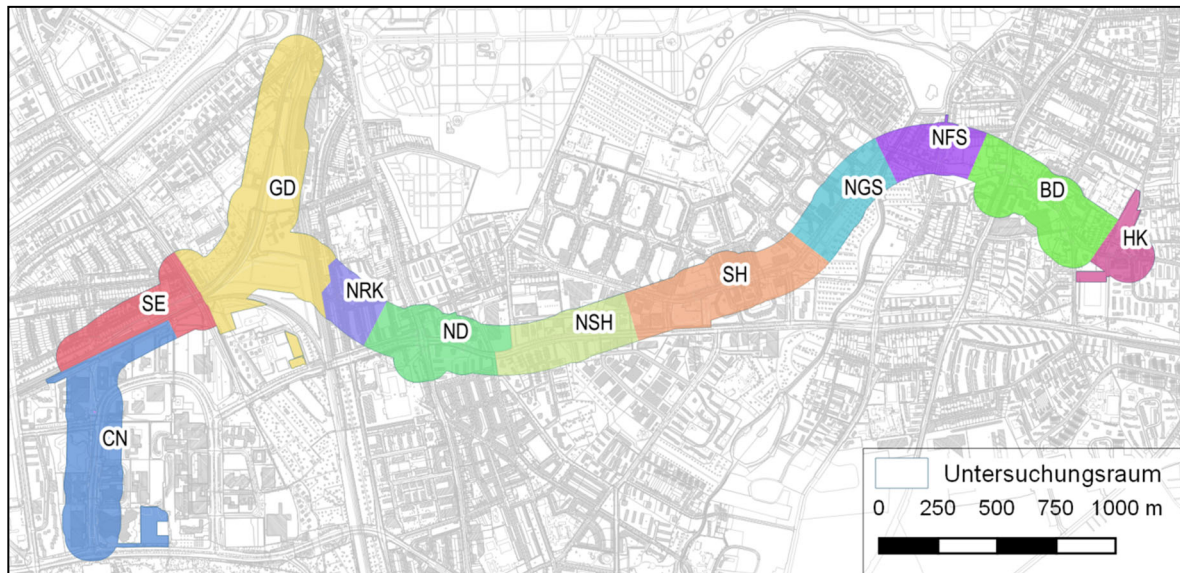 NFS
GD
BD
NGS
HK
SH
NRK
SE
ND
NSH
CN
Untersuchungsraum
0 250 500 750 1000 m